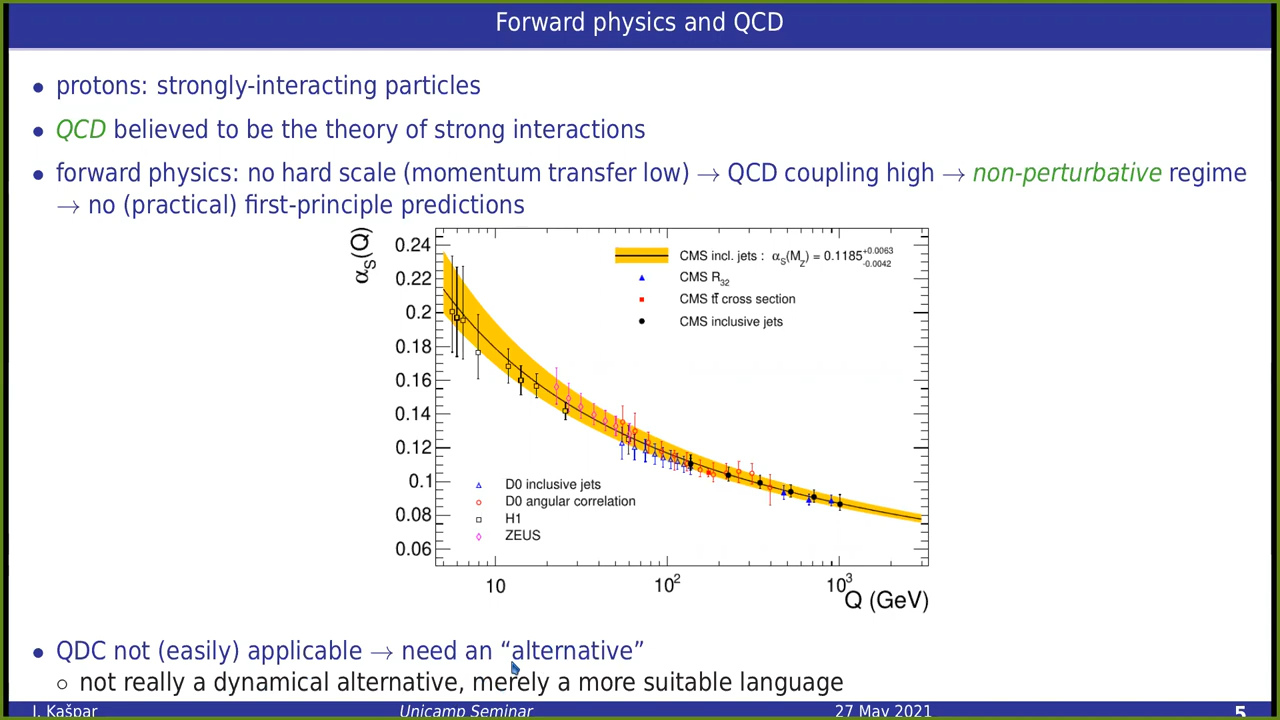 Forward physics and QCD
• protons: strongly-interacting particles
• QCD believed to be the theory of strong interactions
• forward physics: no hard scale (momentum transfer low) → QCD coupling high → non-perturbative regime
→ no (practical) first-principle predictions
αS(Q)
0.24
0.22
0.2
0.18
0.16
0.14
0.12
0.1
0.08
0.06
CMS incl. jets : αS(MZ) = 0.1185 +0.0063 -0.0042
CMS R32
CMS tt̄ cross section
CMS inclusive jets
D0 inclusive jets
D0 angular correlation
H1
ZEUS
10 10² 10³
Q (GeV)
• QDC not (easily) applicable → need an “alternative”
○ not really a dynamical alternative, merely a more suitable language
J. Kašpar Unicamp Seminar 27 May 2021 5